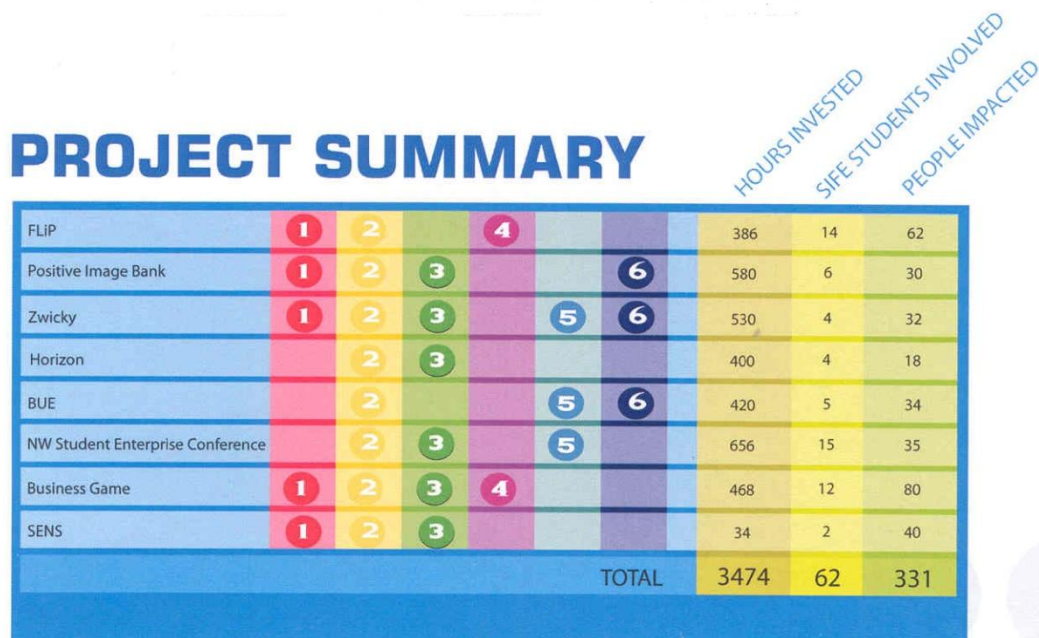 HOURS INVESTED
SIFE STUDENTS INVOLVED
PEOPLE IMPACTED
PROJECT SUMMARY
FLiP 1 2 4 386 14 62
Positive Image Bank 1 2 3 6 580 6 30
Zwicky 1 2 3 5 6 530 4 32
Horizon 2 3 400 4 18
BUE 2 5 6 420 5 34
NW Student Enterprise Conference 2 3 5 656 15 35
Business Game 1 2 3 4 468 12 80
SENS 1 2 3 34 2 40
TOTAL 3474 62 331